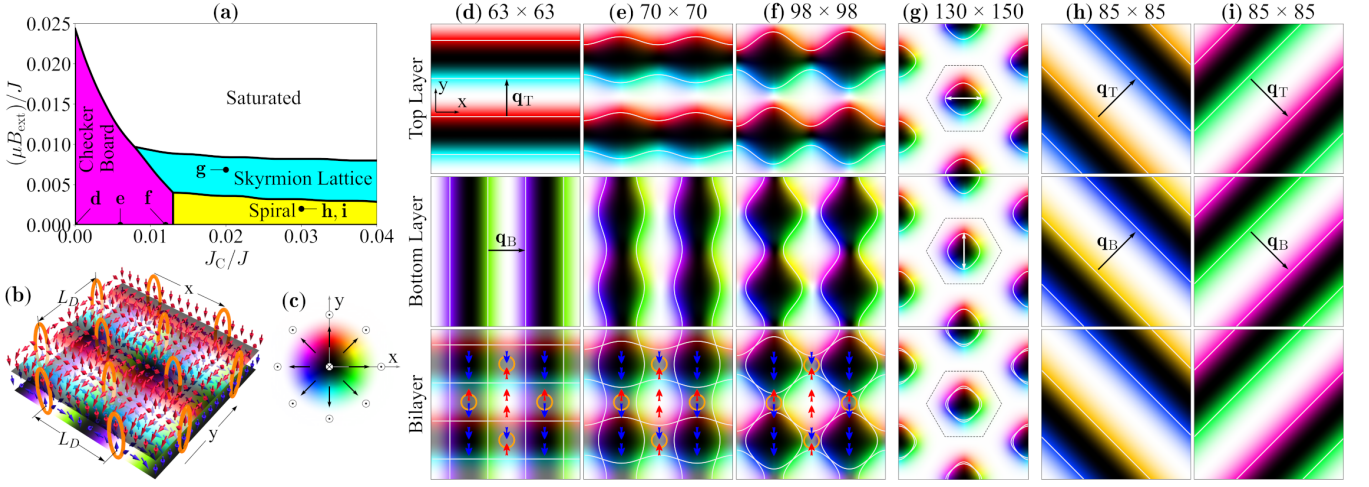 (a)
0.025
0.020
0.015
0.010
0.005
0.000
(μB_ext)/J
Checker
Board
Saturated
g
Skyrmion Lattice
Spiral
h, i
d e f
0.00 0.01 0.02 0.03 0.04
J_C/J
(b)
L_D
x
L_D
y
(c)
y
x
(d) 63 × 63
(e) 70 × 70
(f) 98 × 98
(g) 130 × 150
(h) 85 × 85
(i) 85 × 85
Top Layer
y
x
q_T
q_T
q_T
Bottom Layer
q_B
q_B
q_B
Bilayer